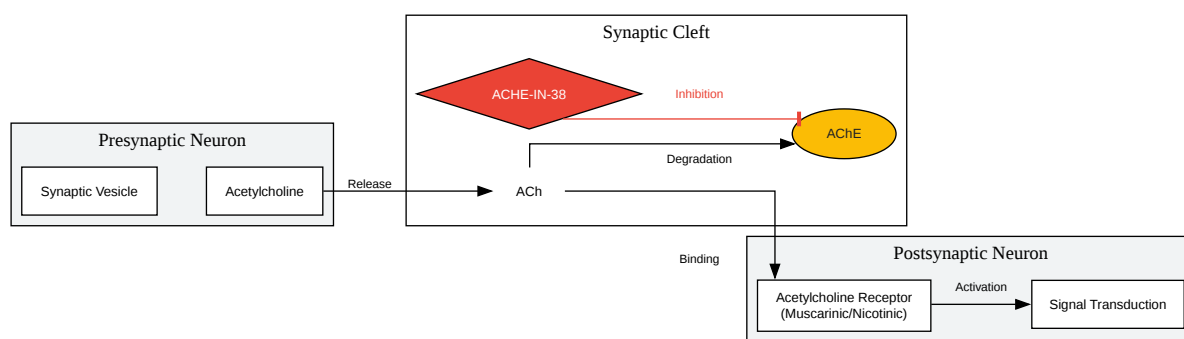 Synaptic Cleft
ACHE-IN-38
Inhibition
AChE
Presynaptic Neuron
Degradation
Synaptic Vesicle
Acetylcholine
Release
ACh
Postsynaptic Neuron
Binding
Acetylcholine Receptor
(Muscarinic/Nicotinic)
Activation
Signal Transduction